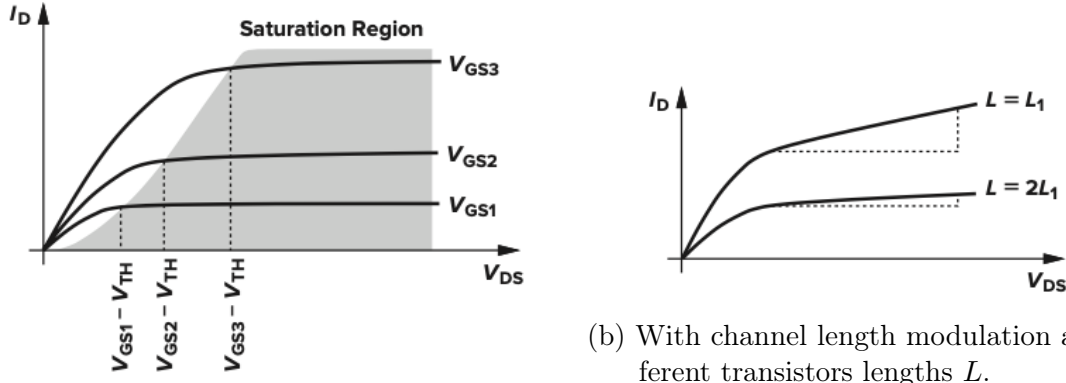 I_D
Saturation Region
V_GS3
V_GS2
V_GS1
V_DS
V_GS1 – V_TH
V_GS2 – V_TH
V_GS3 – V_TH
I_D
L = L_1
L = 2L_1
V_DS
(b) With channel length modulation a
ferent transistors lengths L.